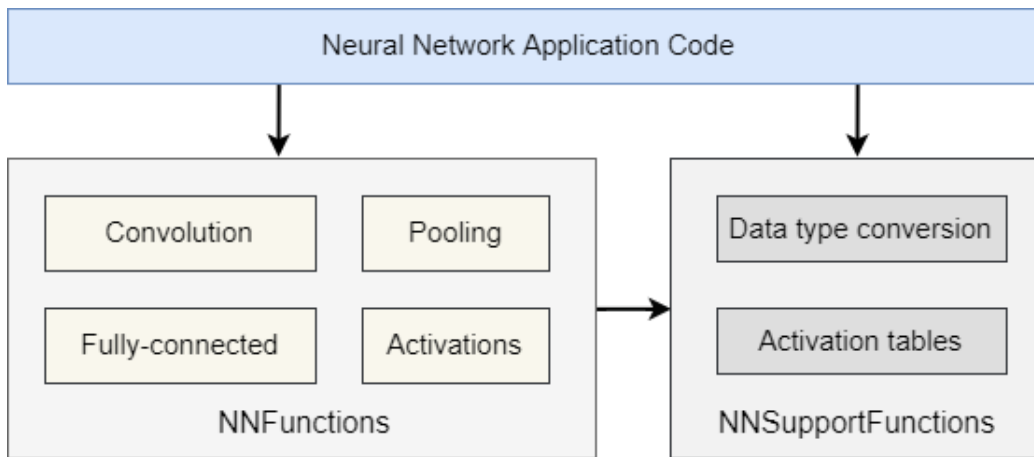 Neural Network Application Code
Convolution
Pooling
Fully-connected
Activations
NNFunctions
Data type conversion
Activation tables
NNSupportFunctions